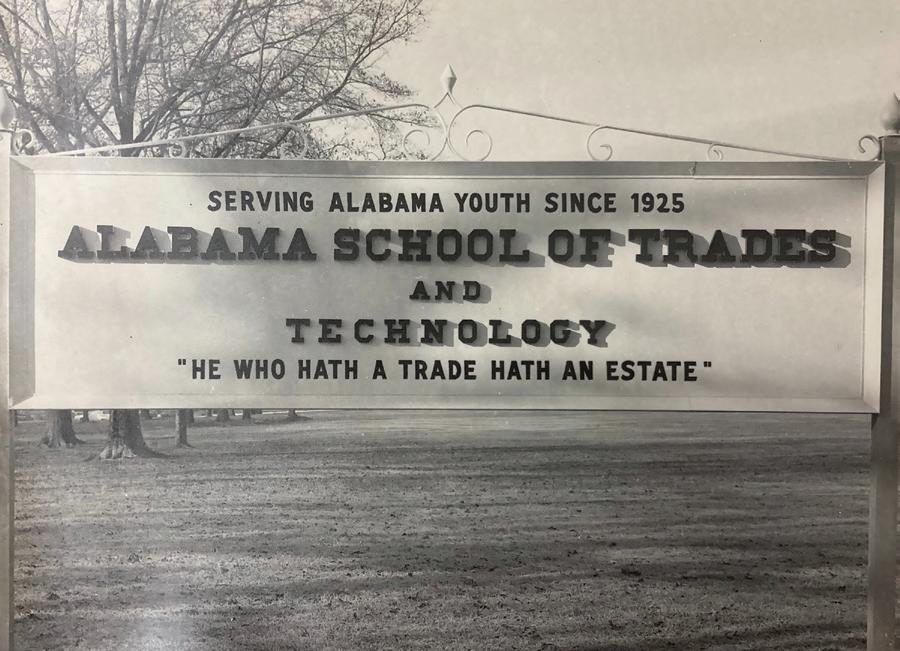 SERVING ALABAMA YOUTH SINCE 1925
ALABAMA SCHOOL OF TRADES
AND
TECHNOLOGY
"HE WHO HATH A TRADE HATH AN ESTATE"